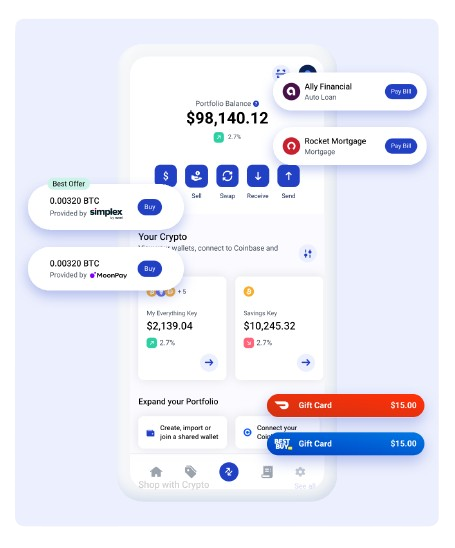 Ally Financial
Auto Loan
Pay Bill
Portfolio Balance ?
$98,140.12
2.7%
Rocket Mortgage
Mortgage
Pay Bill
$
Sell
Swap
Receive
Send
Best Offer
0.00320 BTC
Provided by simplex
Buy
Your Crypto
wallets, connect to Coinbase and
0.00320 BTC
Provided by MoonPay
Buy
+5
My Everything Key
$2,139.04
2.7%
Savings Key
$10,245.32
2.7%
Expand your Portfolio
Gift Card $15.00
Create, import or
join a shared wallet
Connect your
BEST
BUY
Gift Card $15.00
Shop with Crypto
See all